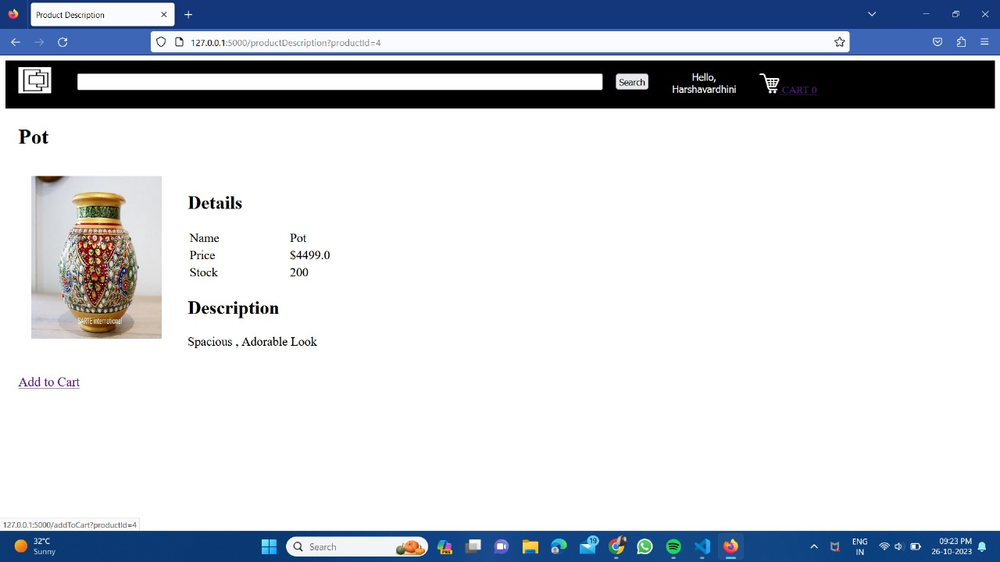 Product Description
127.0.0.1:5000/productDescription?productId=4
Search
Hello,
Harshavardhini
CART 0
Pot
Details
Name Pot
Price $4499.0
Stock 200
SARTE international
Description
Spacious , Adorable Look
Add to Cart
127.0.0.1:5000/addToCart?productId=4
32°C
Sunny
Search
PRE
19
ENG
IN
09:23 PM
26-10-2023